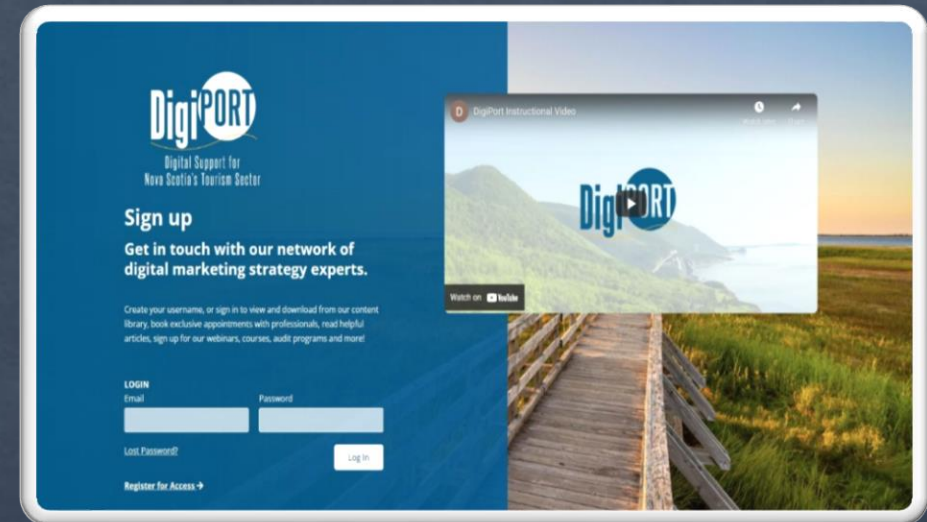 DigiPORT
Digital Support for
Nova Scotia's Tourism Sector
Sign up
Get in touch with our network of
digital marketing strategy experts.
Create your username, or sign in to view and download from our content
library, book exclusive appointments with professionals, read helpful
articles, sign up for our webinars, courses, audit programs and more!
LOGIN
Email Password
Lost Password?
Log In
Register for Access →
D DigiPort Instructional Video
DigiPORT
Watch on YouTube